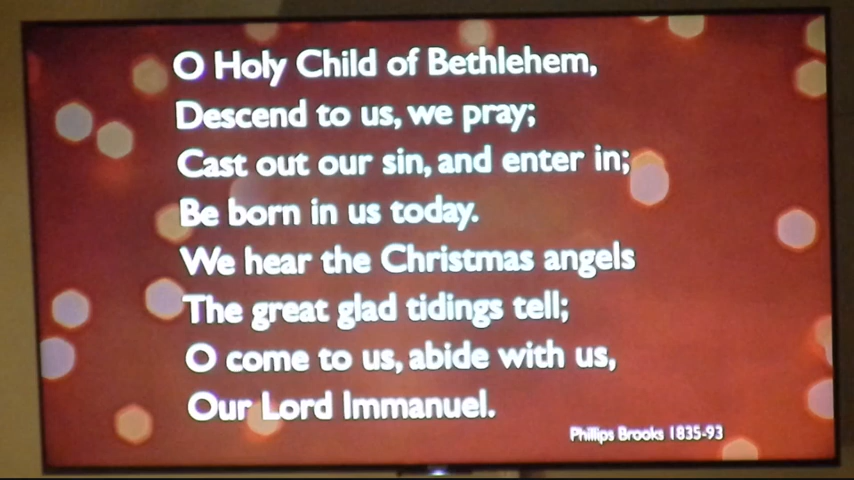 O Holy Child of Bethlehem,
Descend to us, we pray;
Cast out our sin, and enter in;
Be born in us today.
We hear the Christmas angels
The great glad tidings tell;
O come to us, abide with us,
Our Lord Immanuel.
Phillips Brooks 1835-93